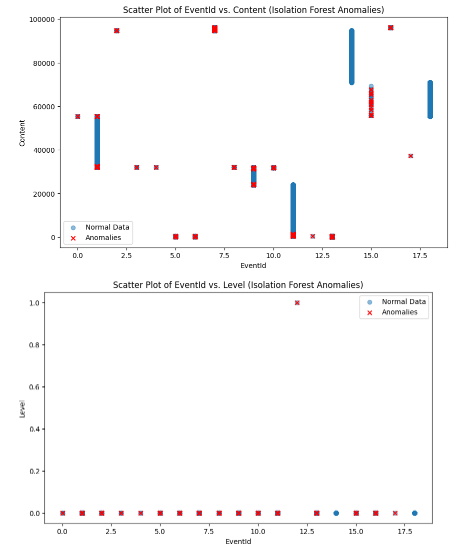 Scatter Plot of EventId vs. Content (Isolation Forest Anomalies)
100000
80000
60000
40000
20000
0
Content
Normal Data
Anomalies
0.0 2.5 5.0 7.5 10.0 12.5 15.0 17.5
EventId
Scatter Plot of EventId vs. Level (Isolation Forest Anomalies)
Normal Data
Anomalies
1.0
0.8
0.6
0.4
0.2
0.0
Level
0.0 2.5 5.0 7.5 10.0 12.5 15.0 17.5
EventId